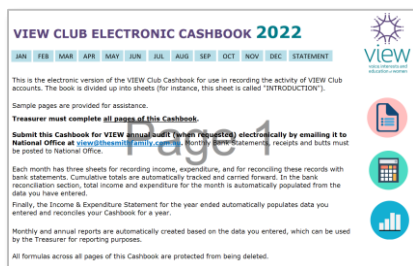 VIEW CLUB ELECTRONIC CASHBOOK 2022
JAN FEB MAR APR MAY JUN JUL AUG SEP OCT NOV DEC STATEMENT
view
voice interests and
education of women
This is the electronic version of the VIEW Club Cashbook for use in recording the activity of VIEW Club
accounts. The book is divided up into sheets (for instance, this sheet is called "INTRODUCTION").
Sample pages are provided for assistance.
Treasurer must complete all pages of this Cashbook.
Submit this Cashbook for VIEW annual audit (when requested) electronically by emailing it to
National Office at view@thesmithfamily.com.au. Monthly Bank Statements, receipts and butts must
be posted to National Office.
Page 1
Each month has three sheets for recording income, expenditure, and for reconciling these records with
bank statements. Cumulative totals are automatically tracked and carried forward. In the bank
reconciliation section, total income and expenditure for the month is automatically populated from the
data you have entered.
Finally, the Income & Expenditure Statement for the year ended automatically populates data you
entered and reconciles your Cashbook for a year.
Monthly and annual reports are automatically created based on the data you entered, which can be used
by the Treasurer for reporting purposes.
All formulas across all pages of this Cashbook are protected from being deleted.